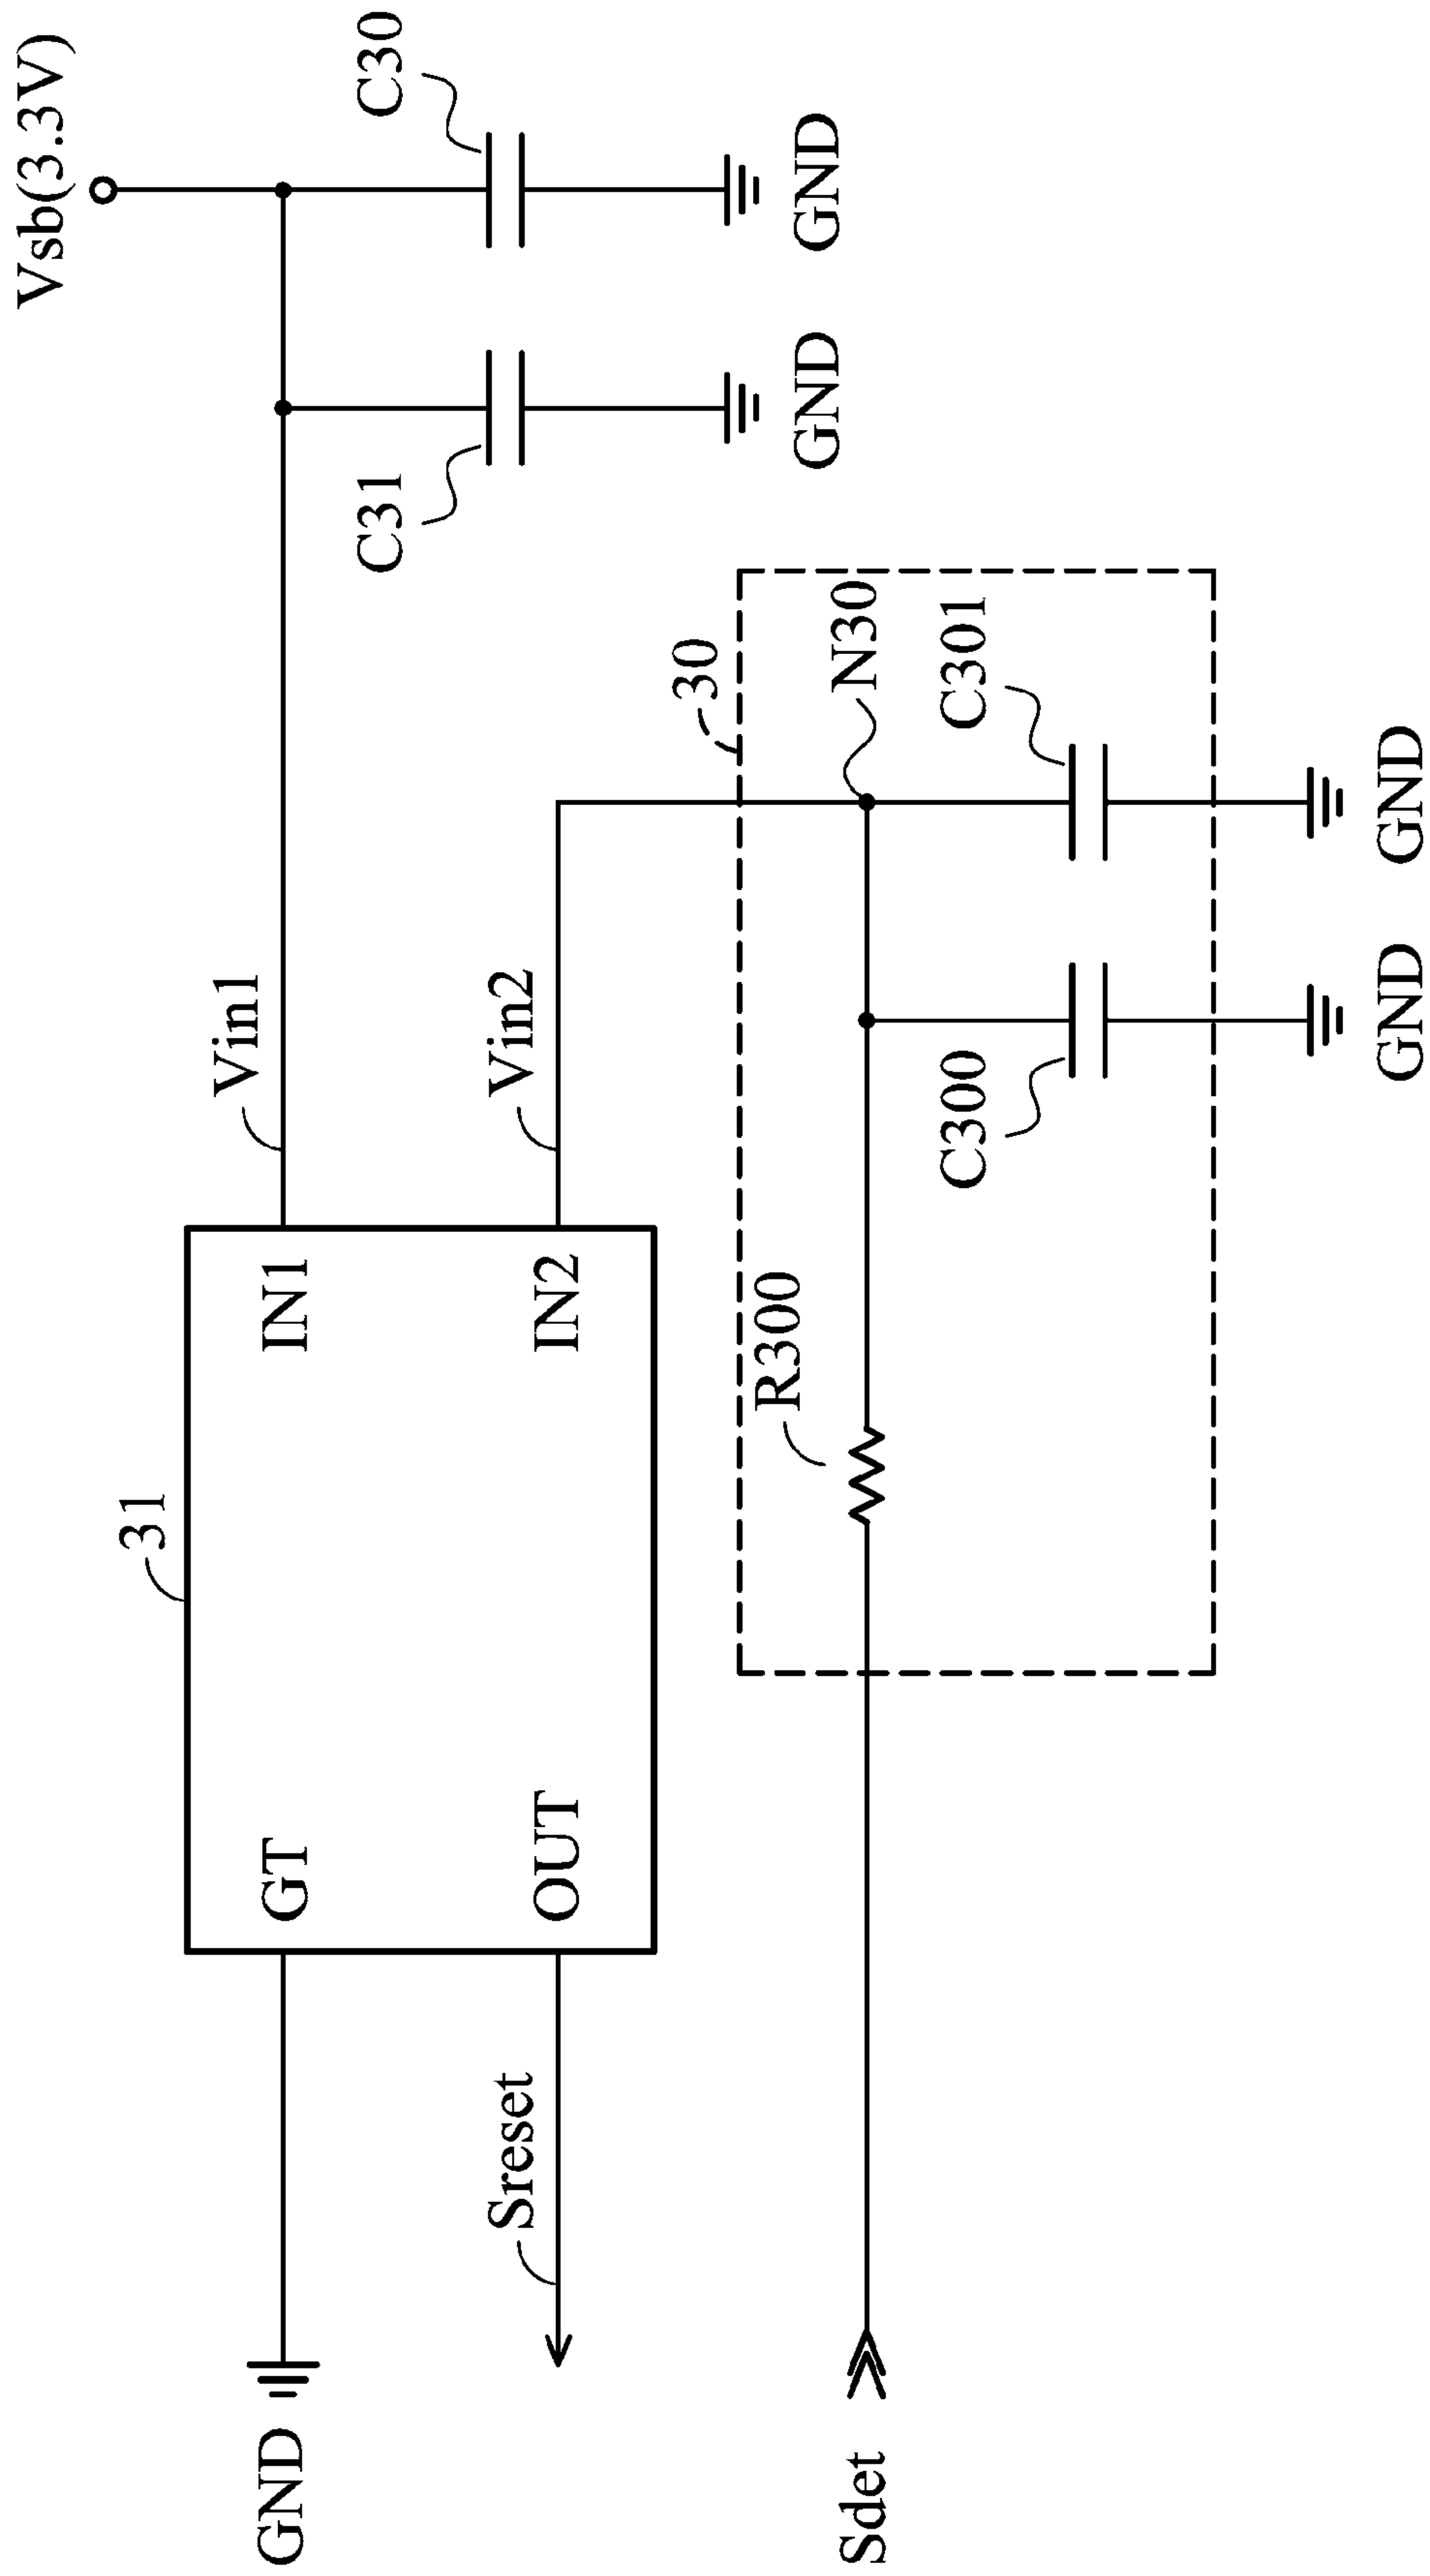 Vsb(3.3V)
C30
C31
GND
GND
Vin1
Vin2
31
IN1
IN2
GT
OUT
GND
Sreset
30
N30
R300
C301
C300
GND
GND
Sdet